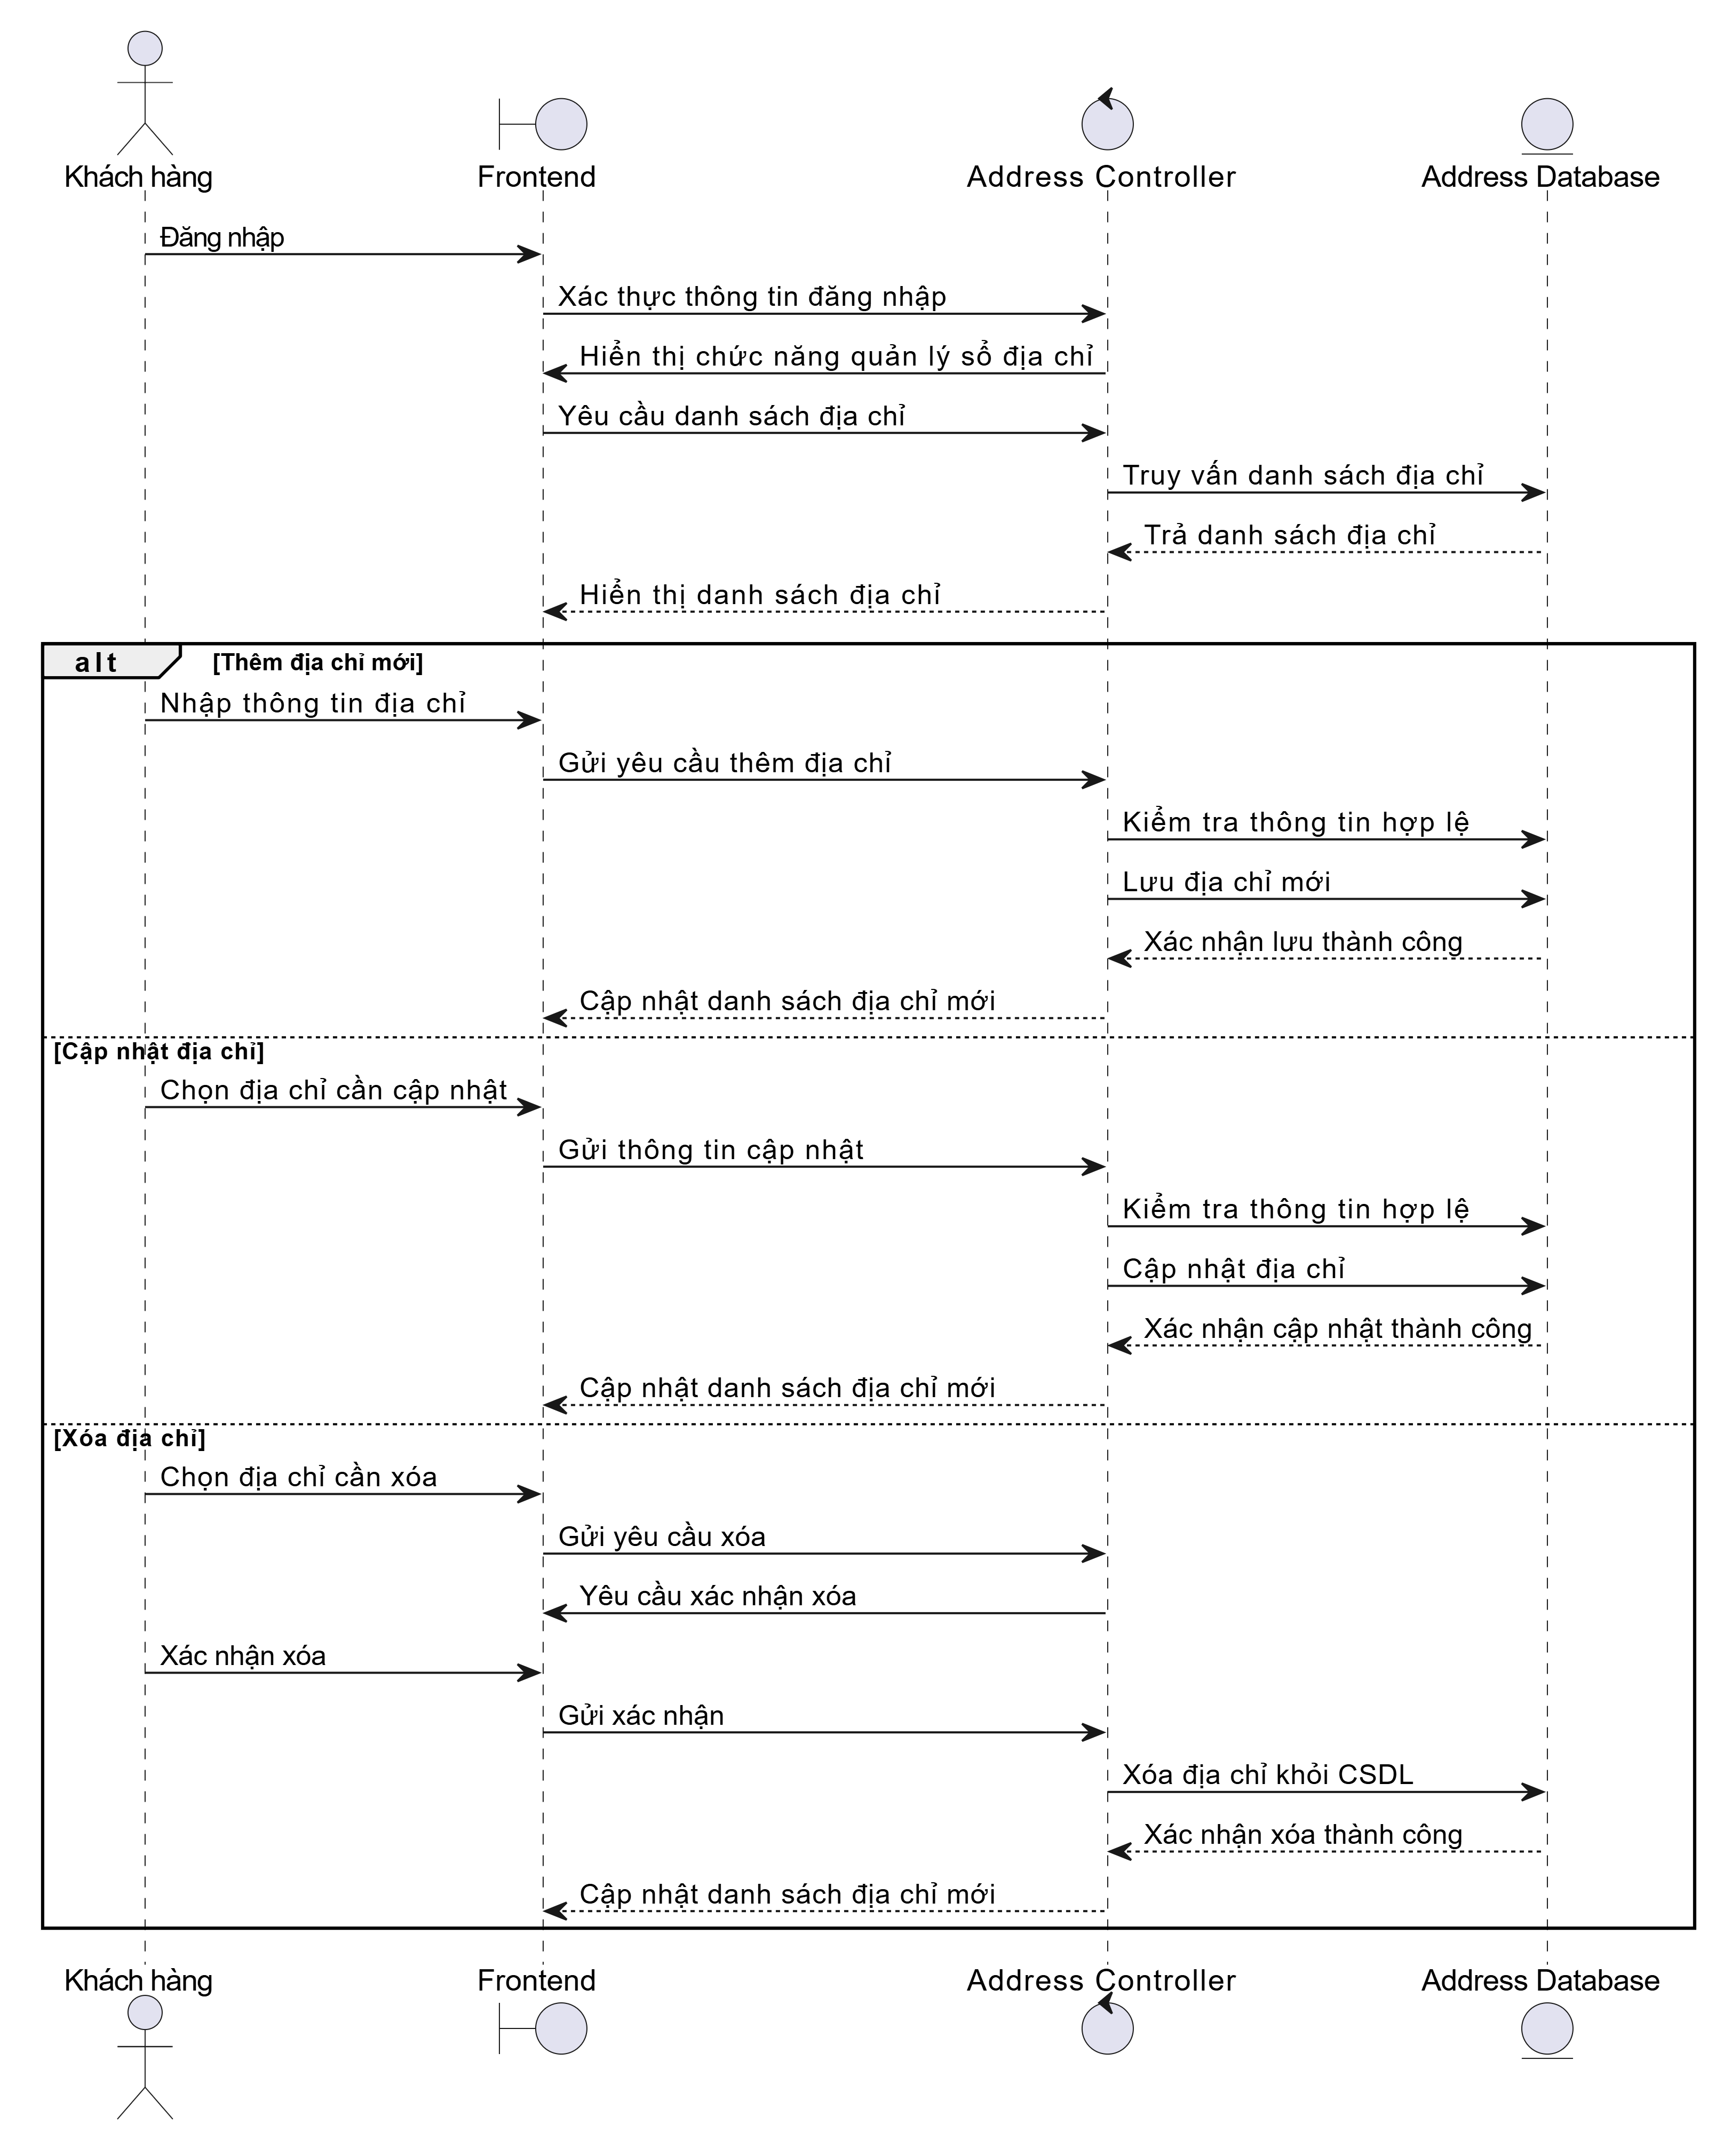 Khách hàng
Frontend
Address Controller
Address Database
Đăng nhập
Xác thực thông tin đăng nhập
Hiển thị chức năng quản lý sổ địa chỉ
Yêu cầu danh sách địa chỉ
Truy vấn danh sách địa chỉ
Trả danh sách địa chỉ
Hiển thị danh sách địa chỉ
alt [Thêm địa chỉ mới]
Nhập thông tin địa chỉ
Gửi yêu cầu thêm địa chỉ
Kiểm tra thông tin hợp lệ
Lưu địa chỉ mới
Xác nhận lưu thành công
Cập nhật danh sách địa chỉ mới
[Cập nhật địa chỉ]
Chọn địa chỉ cần cập nhật
Gửi thông tin cập nhật
Kiểm tra thông tin hợp lệ
Cập nhật địa chỉ
Xác nhận cập nhật thành công
Cập nhật danh sách địa chỉ mới
[Xóa địa chỉ]
Chọn địa chỉ cần xóa
Gửi yêu cầu xóa
Yêu cầu xác nhận xóa
Xác nhận xóa
Gửi xác nhận
Xóa địa chỉ khỏi CSDL
Xác nhận xóa thành công
Cập nhật danh sách địa chỉ mới
Khách hàng
Frontend
Address Controller
Address Database